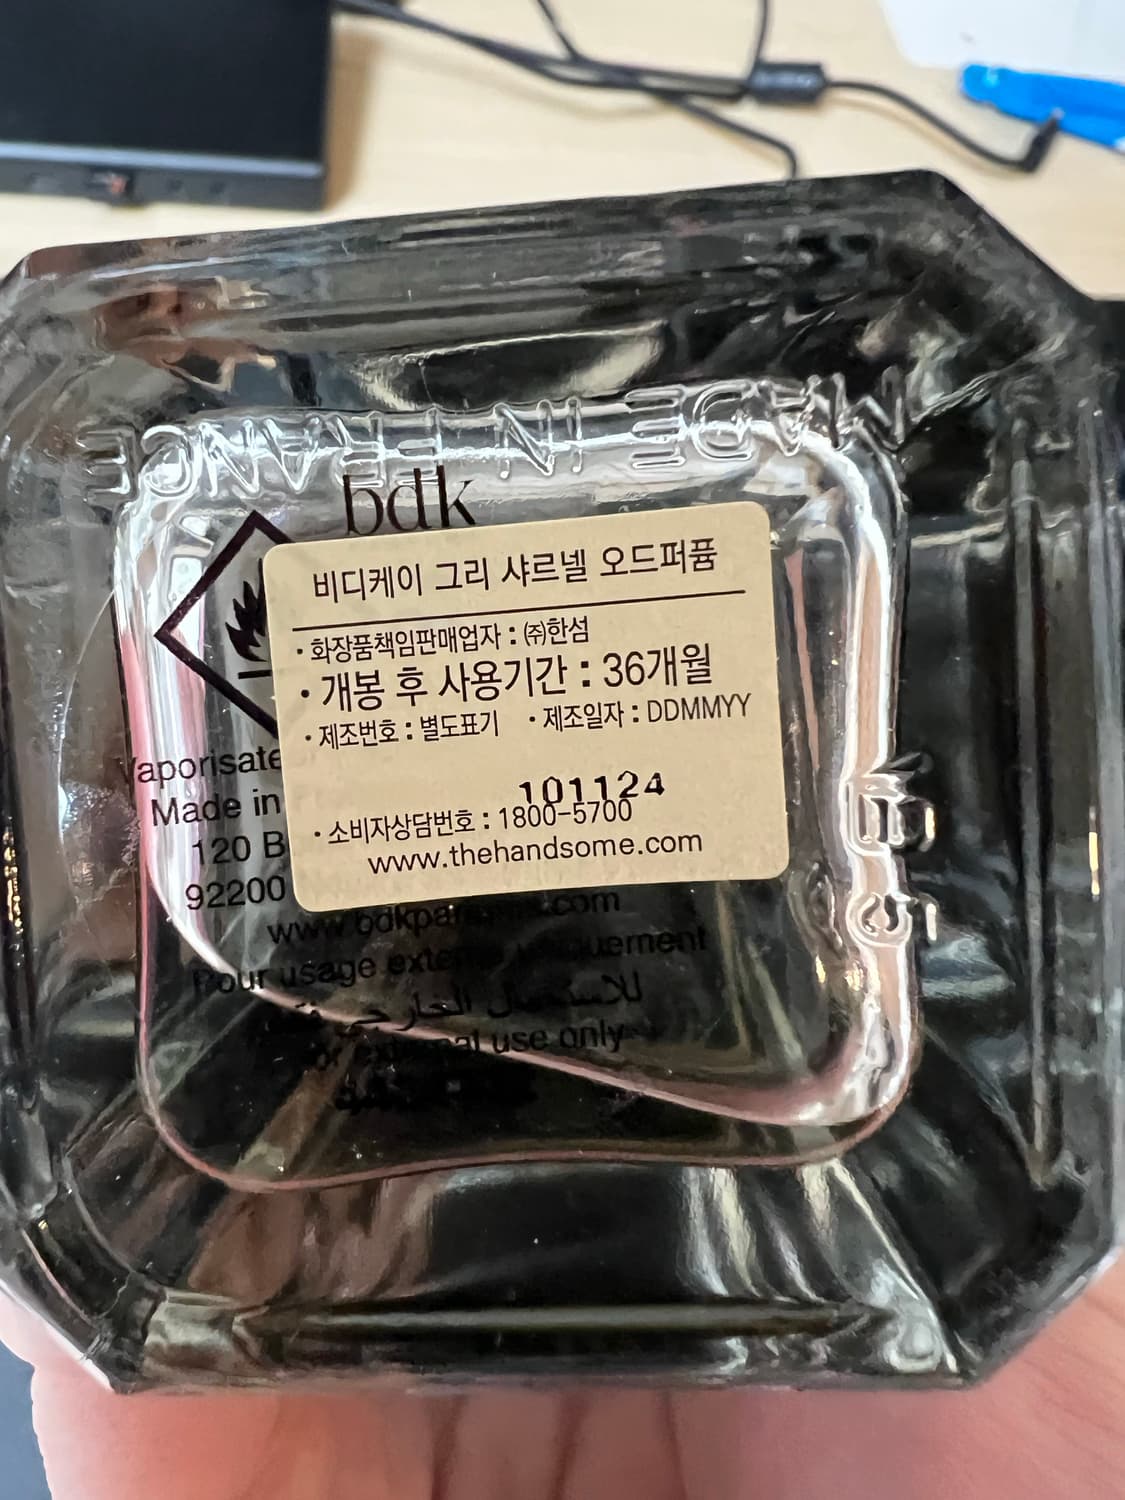 MADE IN FRANCE
bdk
비디케이 그리 샤르넬 오드퍼퓸
• 화장품책임판매업자 : ㈜한섬
• 개봉 후 사용기간 : 36개월
• 제조번호 : 별도표기 • 제조일자 : DDMMYY
101124
• 소비자상담번호 : 1800-5700
www.thehandsome.com
Vaporisate
Made in
120 B
92200
Pour usage uniquement
للاستعمال الخارجي
for external use only